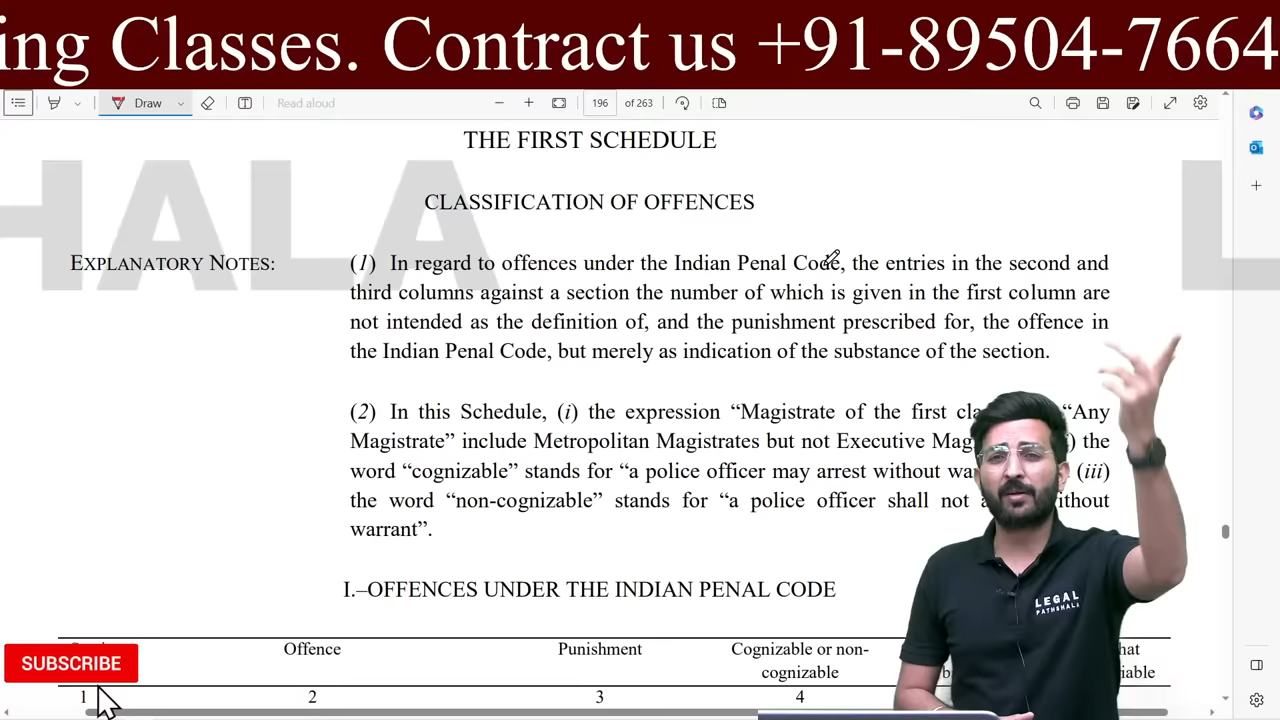 ing Classes. Contract us +91-89504-7664
Draw
Read aloud
196 of 263
THE FIRST SCHEDULE
HALA
L
CLASSIFICATION OF OFFENCES
EXPLANATORY NOTES:
(1) In regard to offences under the Indian Penal Code, the entries in the second and
third columns against a section the number of which is given in the first column are
not intended as the definition of, and the punishment prescribed for, the offence in
the Indian Penal Code, but merely as indication of the substance of the section.
(2) In this Schedule, (i) the expression “Magistrate of the first “Any
Magistrate” include Metropolitan Magistrates but not Executive the
word “cognizable” stands for “a police officer may arrest without (iii)
the word “non-cognizable” stands for “a police officer shall not
warrant”.
I.–OFFENCES UNDER THE INDIAN PENAL CODE
Offence Punishment Cognizable or non-
cognizable
1 2 3 4
SUBSCRIBE
LEGAL
PATHSHALA